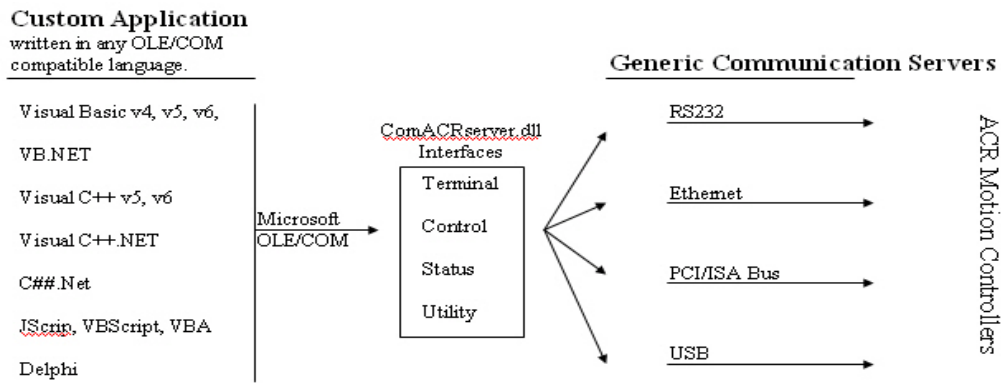 Custom Application
written in any OLE/COM
compatible language.
Visual Basic v4, v5, v6,
VB.NET
Visual C++ v5, v6
Visual C++.NET
C##.Net
JScrip, VBScript, VBA
Delphi
Microsoft
OLE/COM
ComACRserver.dll
Interfaces
Terminal
Control
Status
Utility
Generic Communication Servers
RS232
Ethernet
PCI/ISA Bus
USB
ACR Motion Controllers